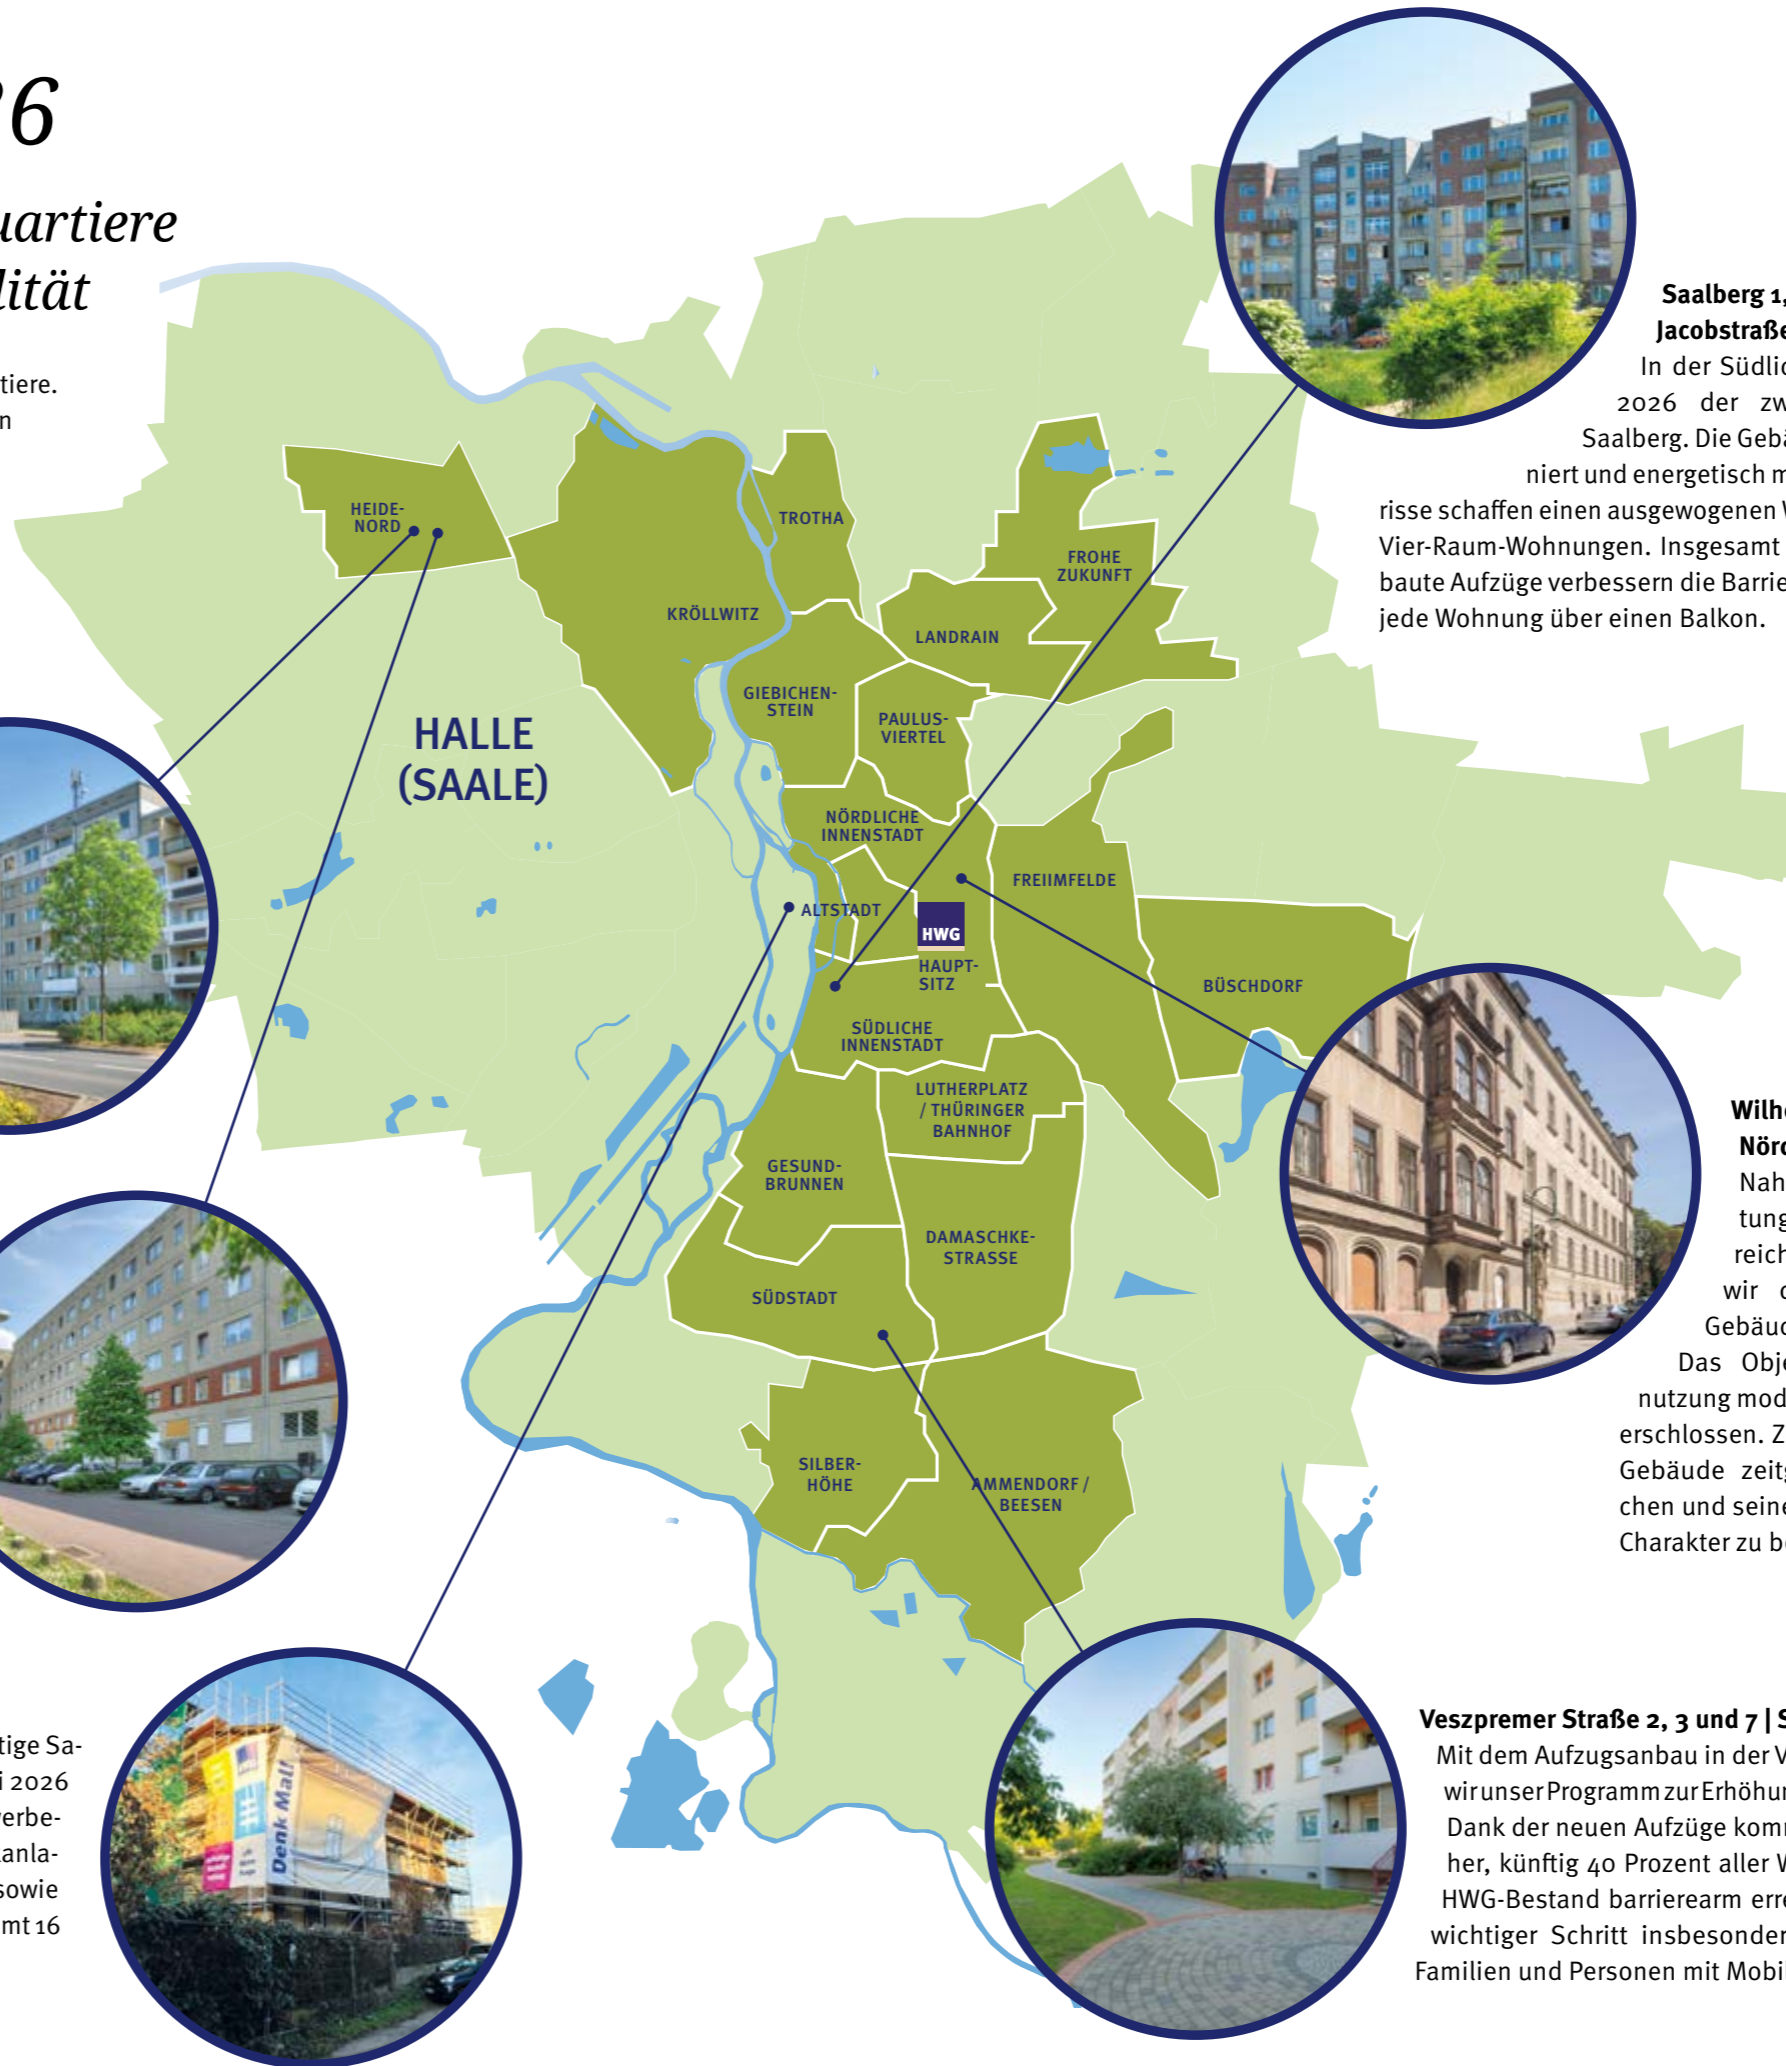 26
uartiere
lität
tiere.
n
HEIDE-
NORD
TROTHA
KRÖLLWITZ
FROHE
ZUKUNFT
LANDRAIN
GIEBICHEN-
STEIN
PAULUS-
VIERTEL
HALLE
(SAALE)
NÖRDLICHE
INNENSTADT
FREIIMFELDE
ALTSTADT
HWG
HAUPT-
SITZ
BÜSCHDORF
SÜDLICHE
INNENSTADT
LUTHERPLATZ
/ THÜRINGER
BAHNHOF
GESUND-
BRUNNEN
DAMASCHKE-
STRASSE
SÜDSTADT
SILBER-
HÖHE
AMMENDORF /
BEESEN
Saalberg 1,
Jacobstraße
In der Südlic
2026 der zw
Saalberg. Die Gebä
niert und energetisch m
risse schaffen einen ausgewogenen W
Vier-Raum-Wohnungen. Insgesamt
baute Aufzüge verbessern die Barrie
jede Wohnung über einen Balkon.
Wilhe
Nörd
Nah
tung
reich
wir d
Gebäud
Das Obje
nutzung mod
erschlossen. Z
Gebäude zeitg
chen und seine
Charakter zu be
tige Sa-
i 2026
verbe-
kanla-
sowie
mt 16
Denk Mal!
Veszpremer Straße 2, 3 und 7 | S
Mit dem Aufzugsanbau in der V
wir unser Programm zur Erhöhun
Dank der neuen Aufzüge komm
her, künftig 40 Prozent aller W
HWG-Bestand barrierearm erre
wichtiger Schritt insbesonder
Familien und Personen mit Mobil